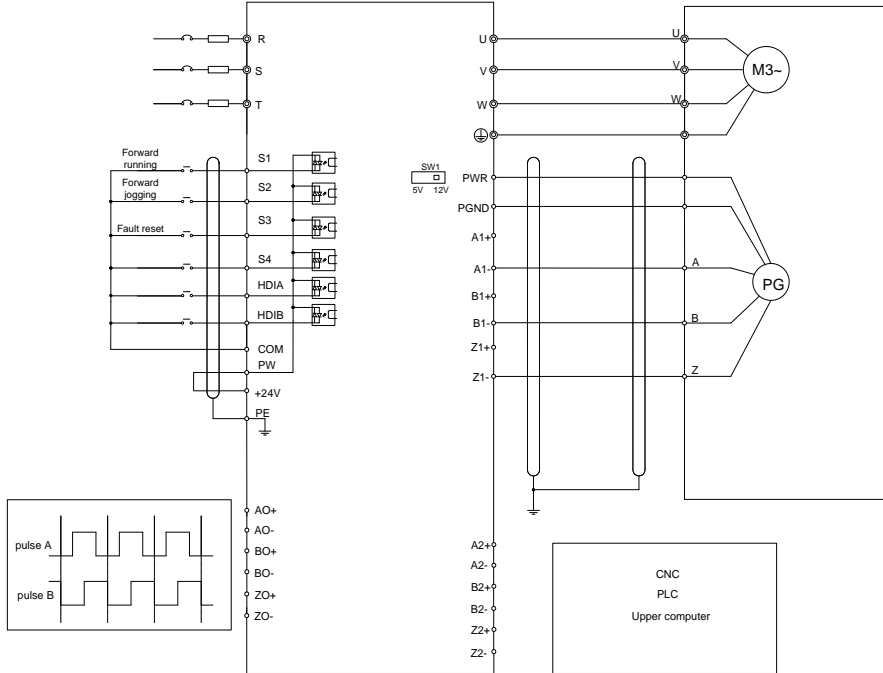 R
S
T
U
V
W
U
V
W
M3~
Forward
running
Forward
jogging
Fault reset
S1
S2
S3
S4
HDIA
HDIB
COM
PW
+24V
PE
SW1
5V 12V
PWR
PGND
A1+
A1-
B1+
B1-
Z1+
Z1-
A
B
Z
PG
pulse A
pulse B
AO+
AO-
BO+
BO-
ZO+
ZO-
A2+
A2-
B2+
B2-
Z2+
Z2-
CNC
PLC
Upper computer